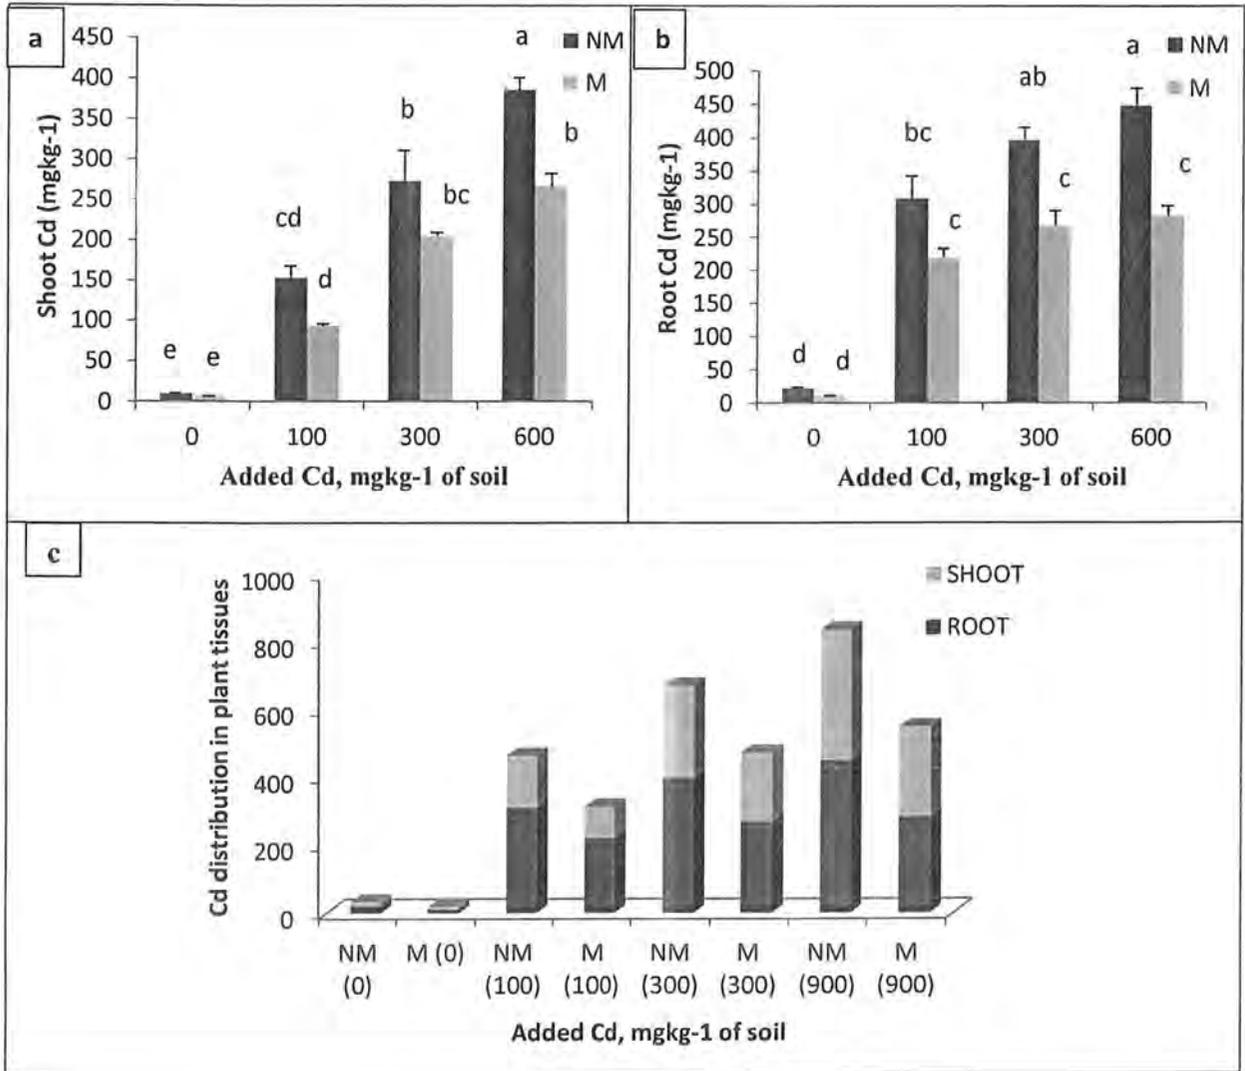 a
450
400
350
300
250
200
150
100
50
0
Shoot Cd (mgkg-1)
NM
M
e
e
cd
d
b
bc
a
b
0 100 300 600
Added Cd, mgkg-1 of soil
b
500
450
400
350
300
250
200
150
100
50
0
Root Cd (mgkg-1)
NM
M
d
d
bc
c
ab
c
a
c
0 100 300 600
Added Cd, mgkg-1 of soil
c
1000
800
600
400
200
0
Cd distribution in plant tissues
SHOOT
ROOT
NM M (0) NM M NM M NM M
(0) (100) (100) (300) (300) (900) (900)
Added Cd, mgkg-1 of soil